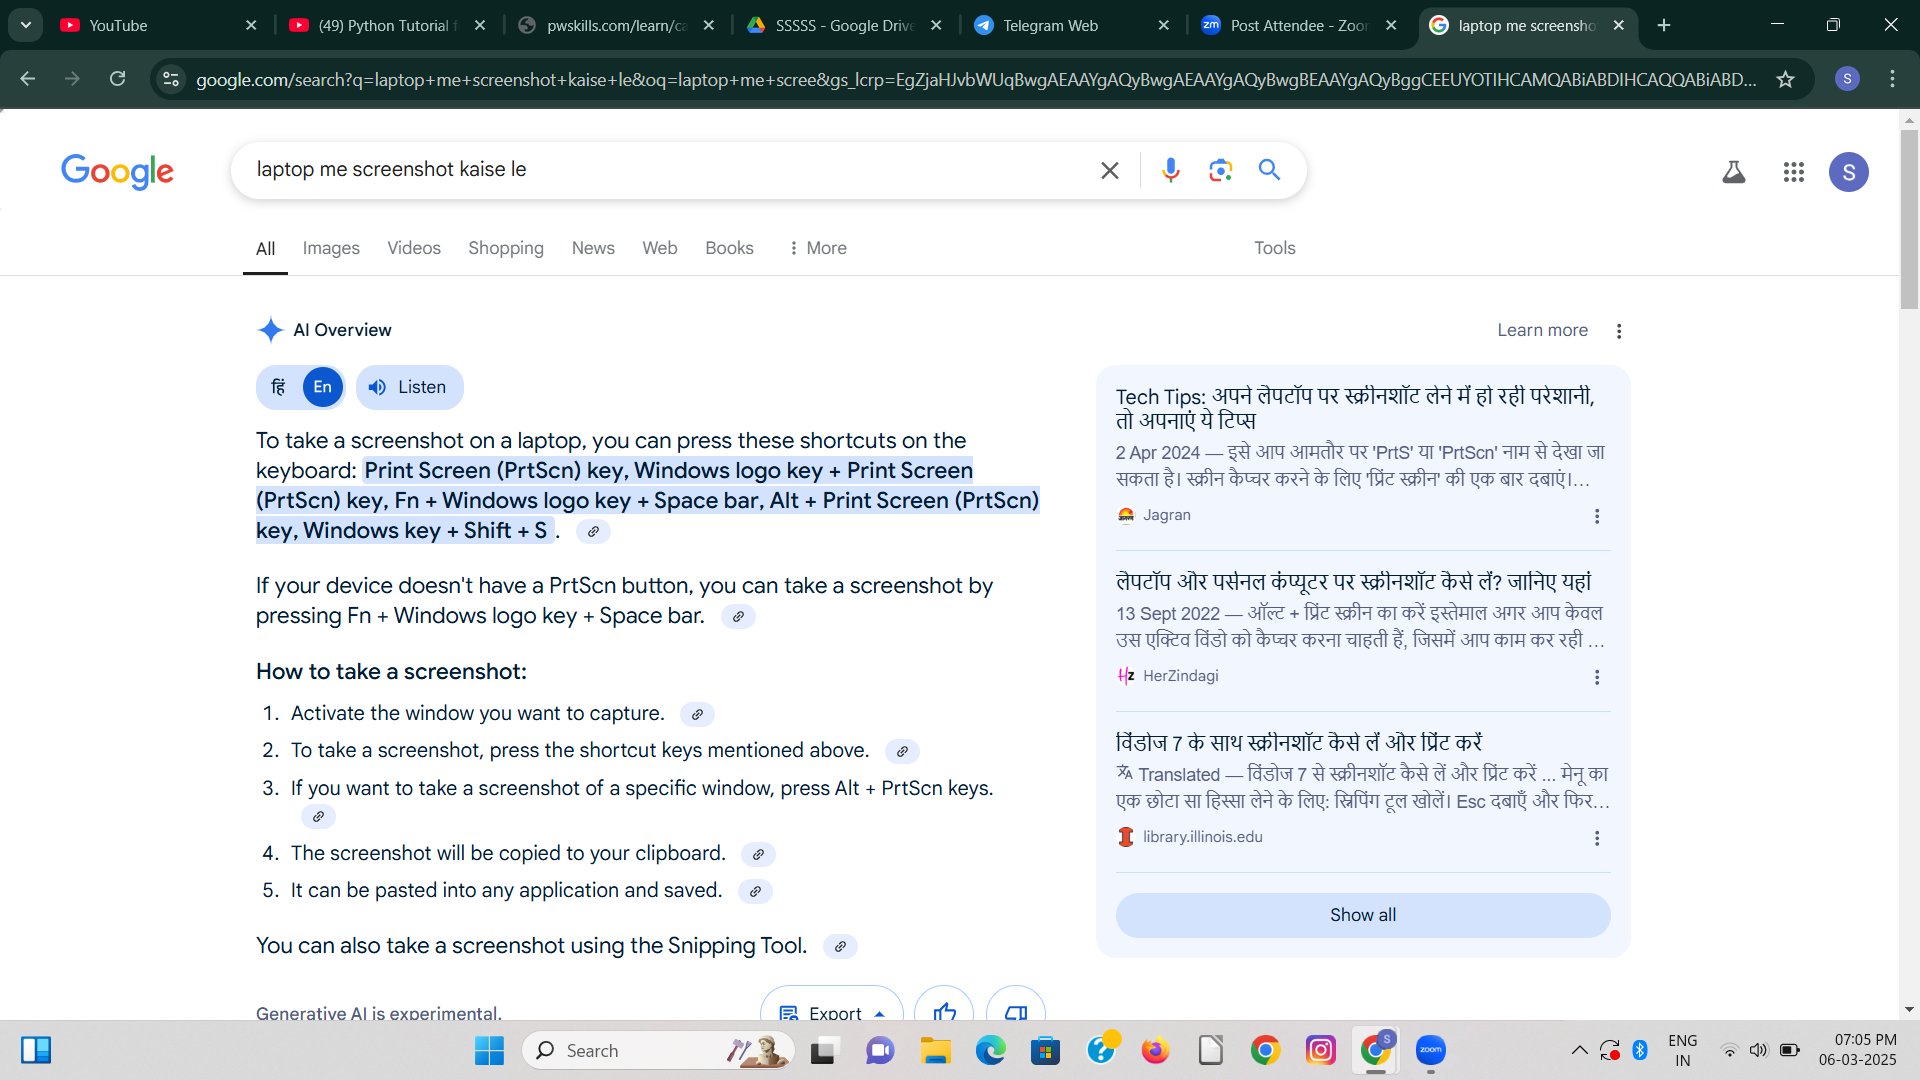 YouTube
(49) Python Tutorial f
pwskills.com/learn/ca
SSSSS - Google Drive
Telegram Web
zm Post Attendee - Zoom
laptop me screensho
google.com/search?q=laptop+me+screenshot+kaise+le&oq=laptop+me+scree&gs_lcrp=EgZjaHJvbWUqBwgAEAAYgAQyBwgAEAAYgAQyBwgBEAAYgAQyBggCEEUYOTIHCAMQABiABDIHCAQQABiABD...
S
Google
laptop me screenshot kaise le
S
All Images Videos Shopping News Web Books More Tools
AI Overview
Learn more
हिं En Listen
To take a screenshot on a laptop, you can press these shortcuts on the
keyboard: Print Screen (PrtScn) key, Windows logo key + Print Screen
(PrtScn) key, Fn + Windows logo key + Space bar, Alt + Print Screen (PrtScn)
key, Windows key + Shift + S .
If your device doesn't have a PrtScn button, you can take a screenshot by
pressing Fn + Windows logo key + Space bar.
How to take a screenshot:
1. Activate the window you want to capture.
2. To take a screenshot, press the shortcut keys mentioned above.
3. If you want to take a screenshot of a specific window, press Alt + PrtScn keys.
4. The screenshot will be copied to your clipboard.
5. It can be pasted into any application and saved.
You can also take a screenshot using the Snipping Tool.
Generative AI is experimental.
Export
Tech Tips: अपने लैपटॉप पर स्क्रीनशॉट लेने में हो रही परेशानी,
तो अपनाएं ये टिप्स
2 Apr 2024 — इसे आप आमतौर पर 'PrtS' या 'PrtScn' नाम से देखा जा
सकता है। स्क्रीन कैप्चर करने के लिए 'प्रिंट स्क्रीन' की एक बार दबाएं।...
Jagran
लैपटॉप और पर्सनल कंप्यूटर पर स्क्रीनशॉट कैसे लें? जानिए यहां
13 Sept 2022 — ऑल्ट + प्रिंट स्क्रीन का करें इस्तेमाल अगर आप केवल
उस एक्टिव विंडो को कैप्चर करना चाहती हैं, जिसमें आप काम कर रही ...
Hz HerZindagi
विंडोज 7 के साथ स्क्रीनशॉट कैसे लें और प्रिंट करें
Translated — विंडोज 7 से स्क्रीनशॉट कैसे लें और प्रिंट करें ... मेनू का
एक छोटा सा हिस्सा लेने के लिए: स्निपिंग टूल खोलें। Esc दबाएँ और फिर...
library.illinois.edu
Show all
Search
S
zoom
ENG
IN
07:05 PM
06-03-2025